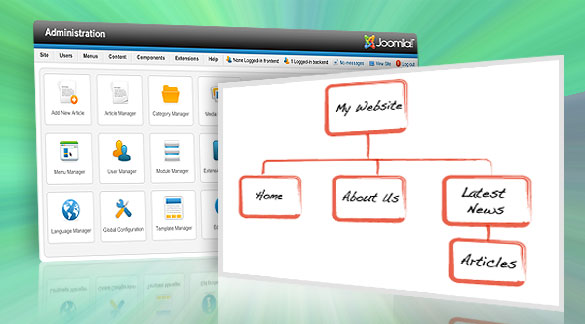 Administration
Joomla!
Site Users Menus Content Components Extensions Help None Logged-in frontend 1 Logged-in backend No messages View Site Log out
Add New Article Article Manager Category Manager Media
Menu Manager User Manager Module Manager Exten
Language Manager Global Configuration Template Manager
My Website
Home About Us Latest
News
Articles